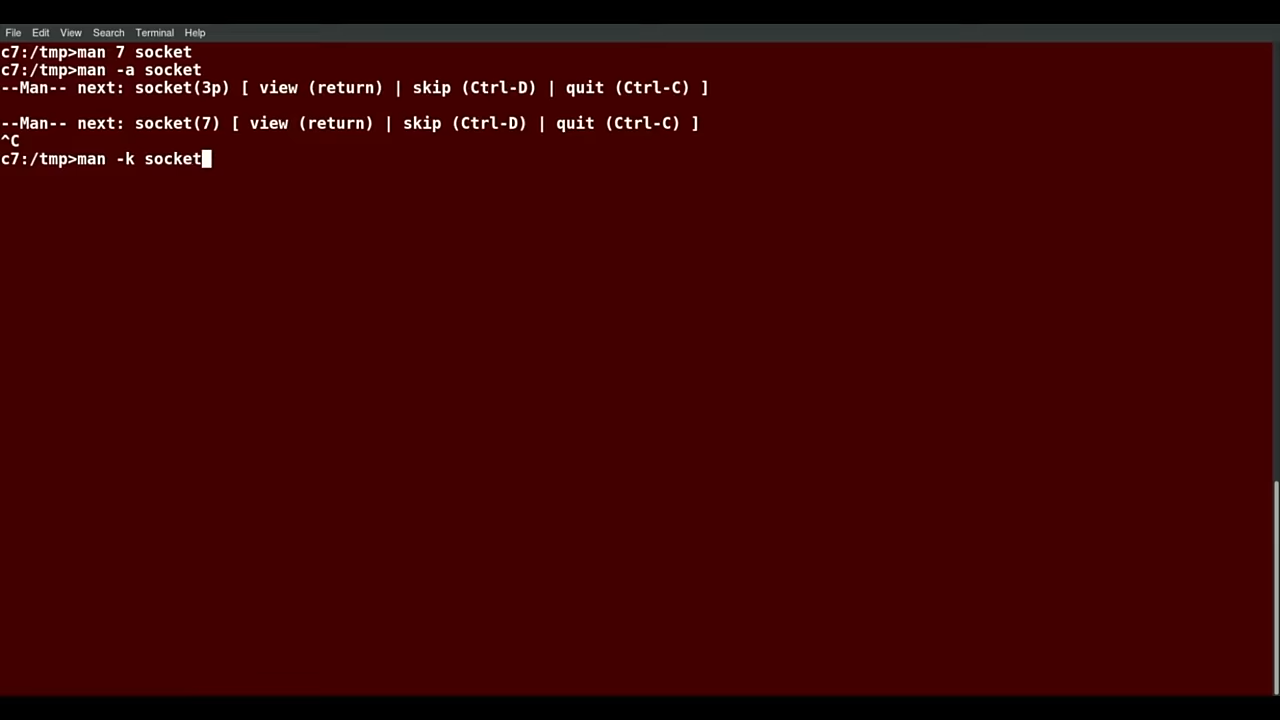 File Edit View Search Terminal Help
c7:/tmp>man 7 socket
c7:/tmp>man -a socket
--Man-- next: socket(3p) [ view (return) | skip (Ctrl-D) | quit (Ctrl-C) ]
--Man-- next: socket(7) [ view (return) | skip (Ctrl-D) | quit (Ctrl-C) ]
^C
c7:/tmp>man -k socket